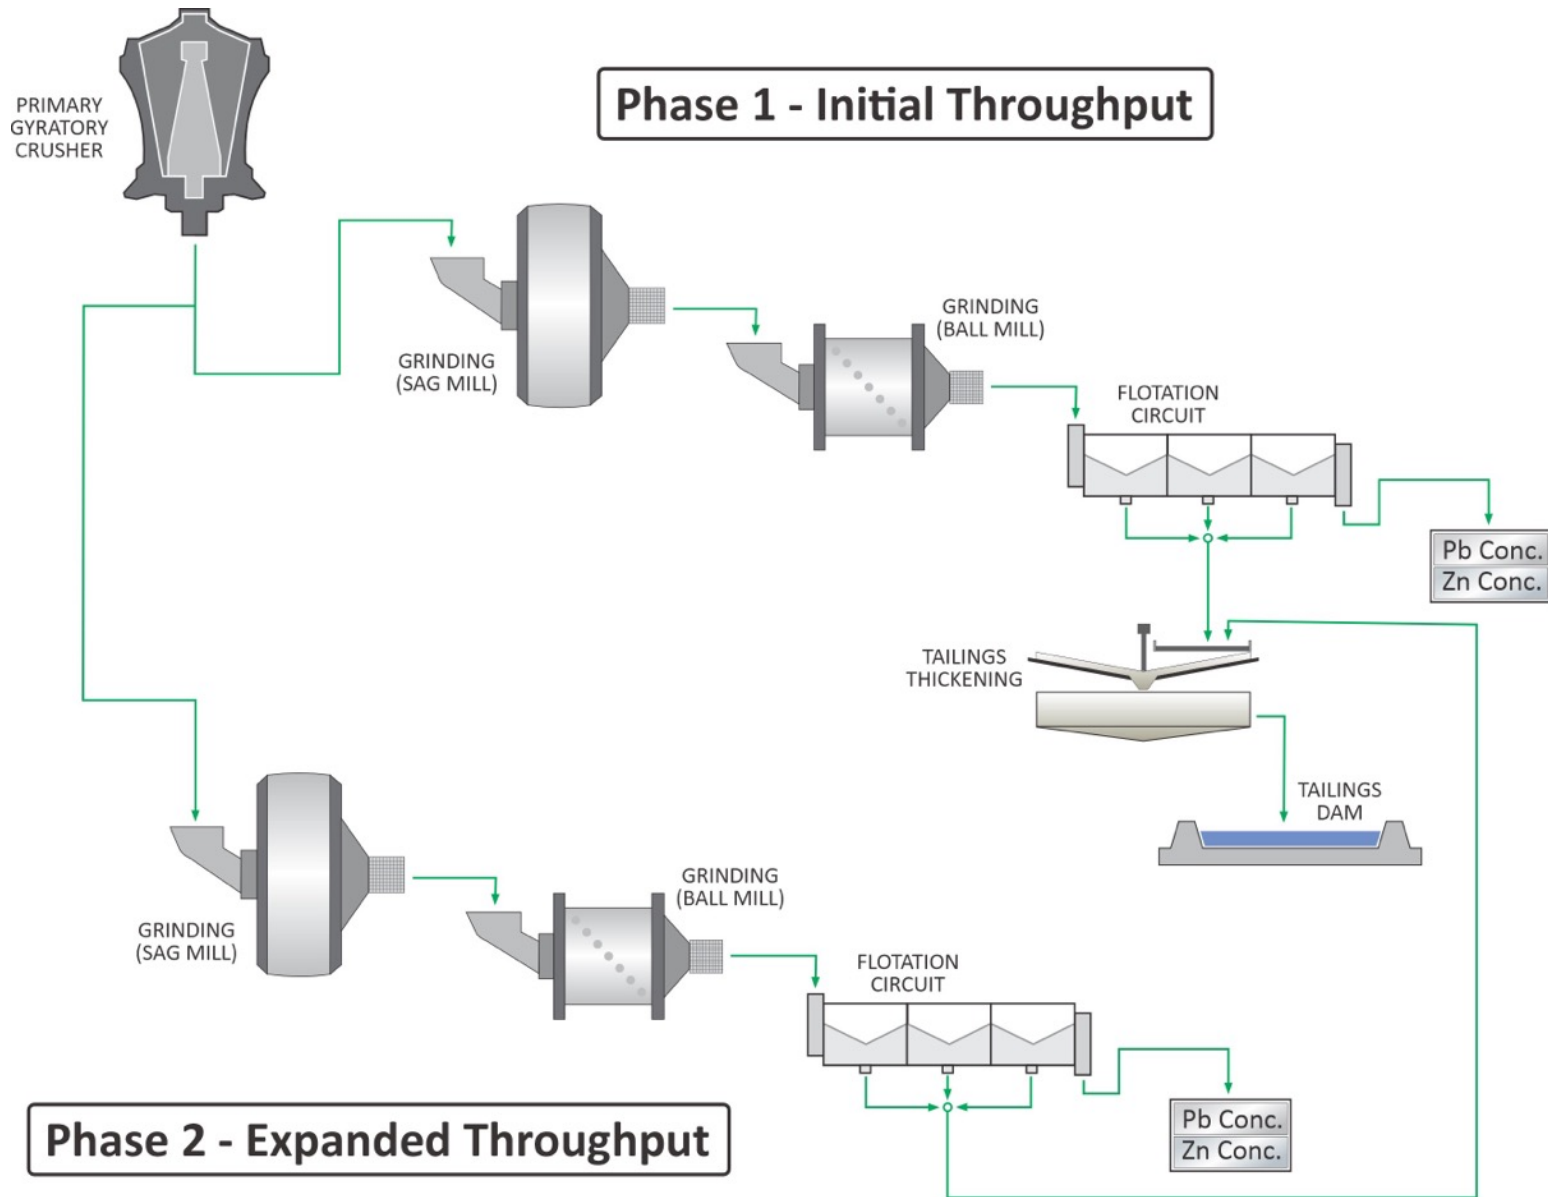 PRIMARY
GYRATORY
CRUSHER
Phase 1 - Initial Throughput
GRINDING
(SAG MILL)
GRINDING
(BALL MILL)
FLOTATION
CIRCUIT
Pb Conc.
Zn Conc.
TAILINGS
THICKENING
TAILINGS
DAM
GRINDING
(SAG MILL)
GRINDING
(BALL MILL)
FLOTATION
CIRCUIT
Pb Conc.
Zn Conc.
Phase 2 - Expanded Throughput